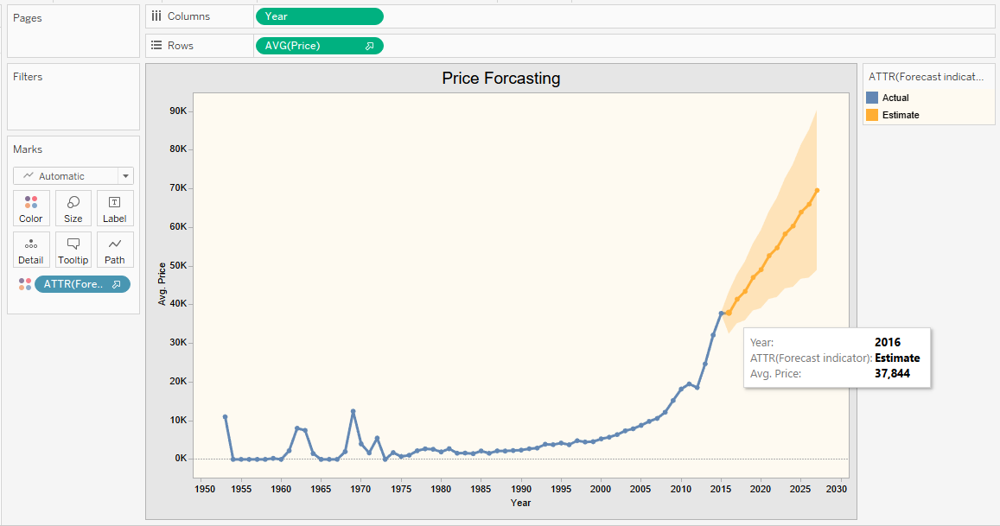 Pages
Columns
Year
Rows
AVG(Price)
Filters
Marks
Automatic
Color
Size
Label
Detail
Tooltip
Path
ATTR(Fore..
Price Forcasting
90K
80K
70K
60K
50K
40K
30K
20K
10K
0K
Avg. Price
1950 1955 1960 1965 1970 1975 1980 1985 1990 1995 2000 2005 2010 2015 2020 2025 2030
Year
Year: 2016
ATTR(Forecast indicator): Estimate
Avg. Price: 37,844
ATTR(Forecast indicat...
Actual
Estimate